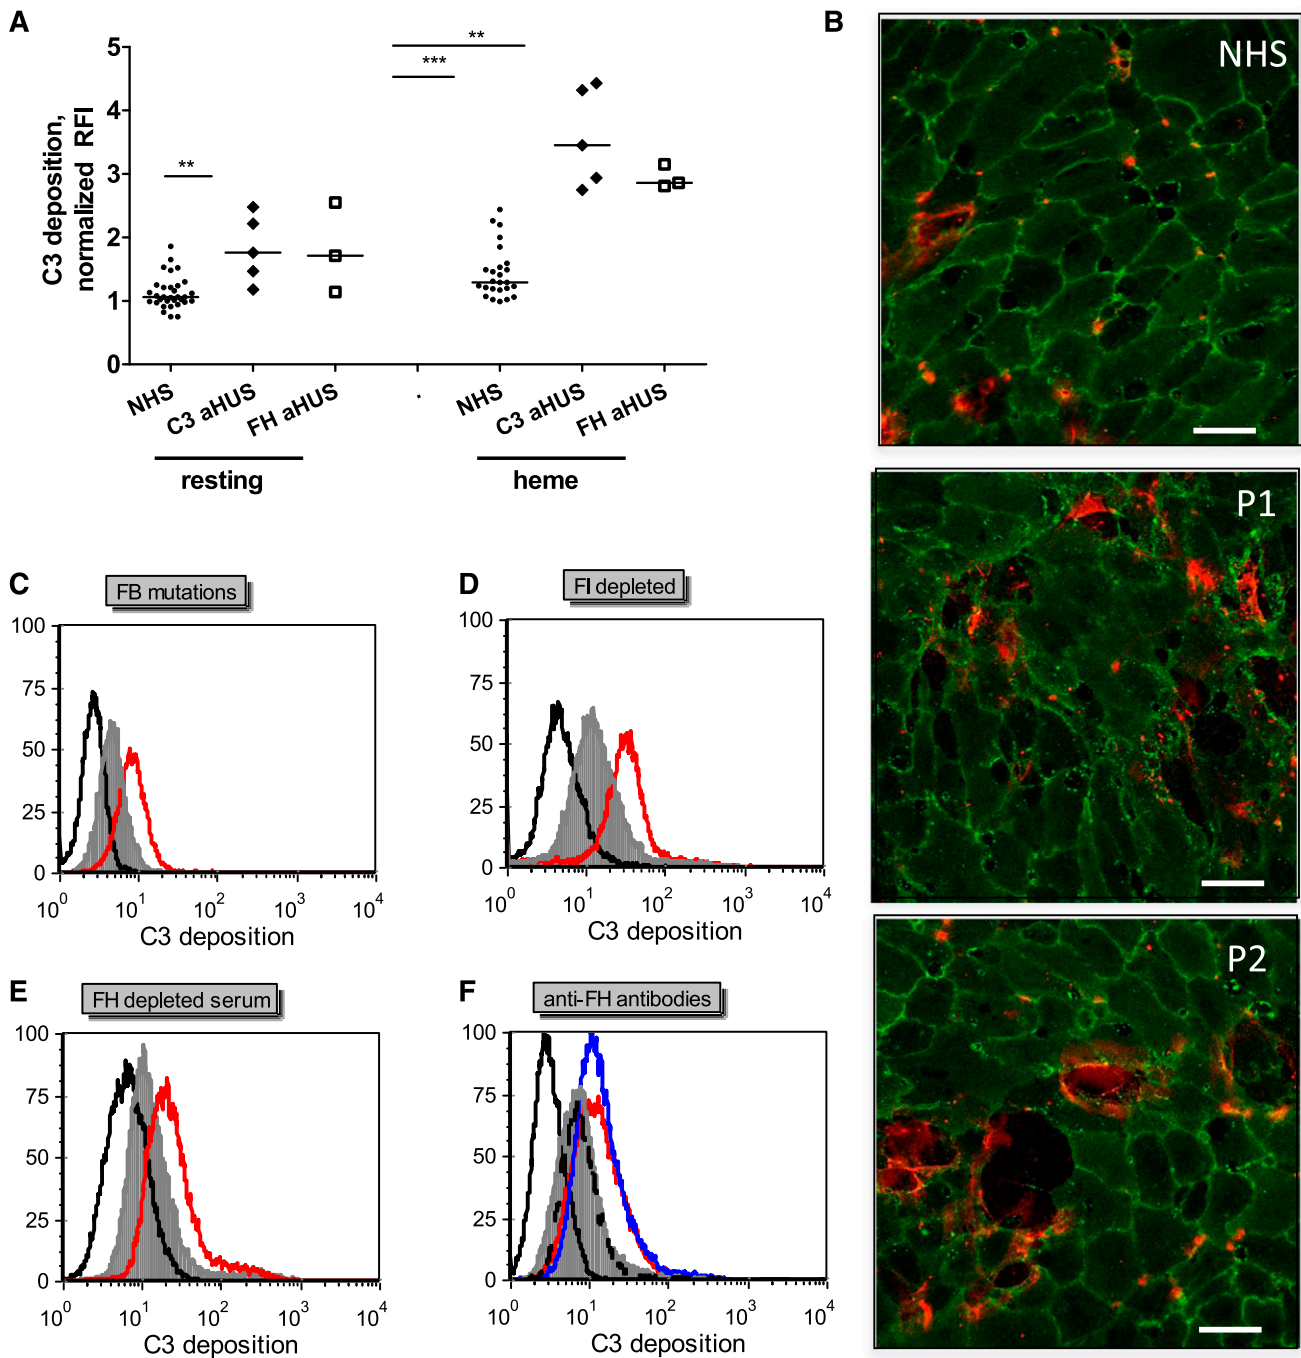 A
B
C3 deposition,
normalized RFI
5
4
3
2
1
0
**
***
**
NHS
C3 aHUS
FH aHUS
.
NHS
C3 aHUS
FH aHUS
resting
heme
NHS
P1
P2
C
FB mutations
100
75
50
25
0
10^0 10^1 10^2 10^3 10^4
C3 deposition
D
FI depleted
100
75
50
25
0
10^0 10^1 10^2 10^3 10^4
C3 deposition
E
FH depleted serum
100
75
50
25
0
10^0 10^1 10^2 10^3 10^4
C3 deposition
F
anti-FH antibodies
100
75
50
25
0
10^0 10^1 10^2 10^3 10^4
C3 deposition